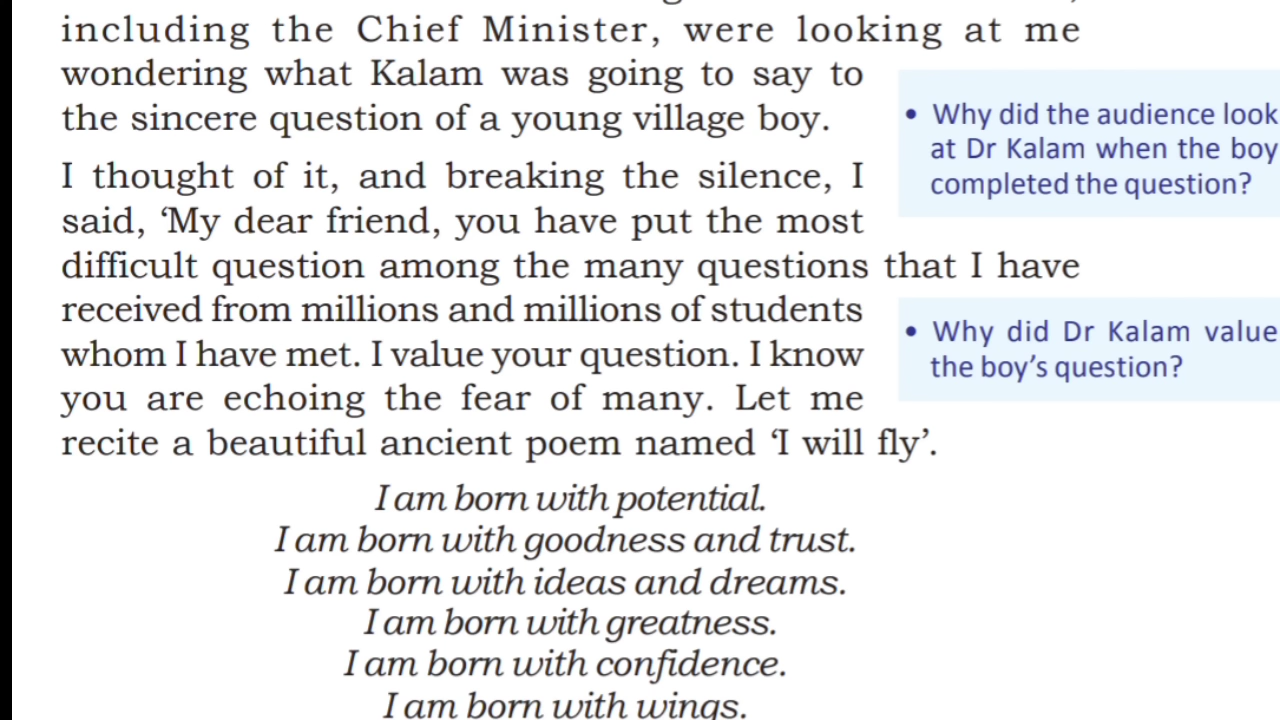 including the Chief Minister, were looking at me
wondering what Kalam was going to say to
the sincere question of a young village boy.
• Why did the audience look
at Dr Kalam when the boy
completed the question?
I thought of it, and breaking the silence, I
said, ‘My dear friend, you have put the most
difficult question among the many questions that I have
received from millions and millions of students
whom I have met. I value your question. I know
you are echoing the fear of many. Let me
recite a beautiful ancient poem named ‘I will fly’.
• Why did Dr Kalam value
the boy’s question?
I am born with potential.
I am born with goodness and trust.
I am born with ideas and dreams.
I am born with greatness.
I am born with confidence.
I am born with wings.